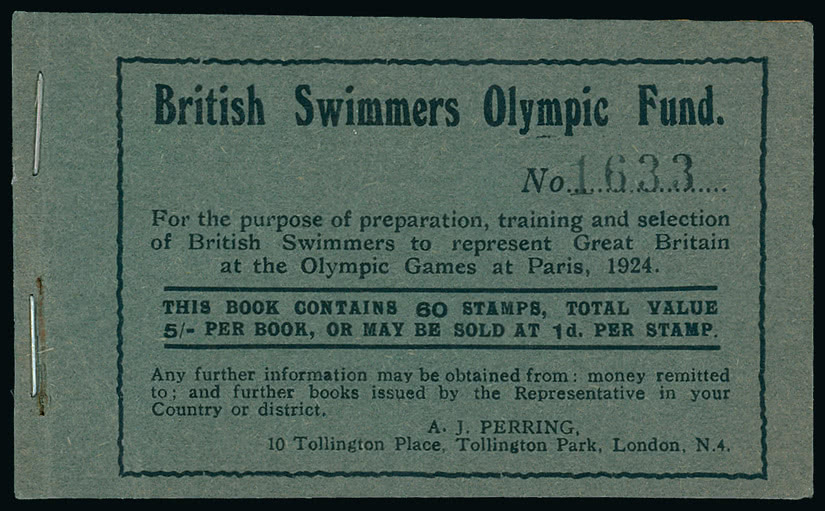 British Swimmers Olympic Fund.
No. 1633
For the purpose of preparation, training and selection
of British Swimmers to represent Great Britain
at the Olympic Games at Paris, 1924.
THIS BOOK CONTAINS 60 STAMPS, TOTAL VALUE
5/- PER BOOK, OR MAY BE SOLD AT 1d. PER STAMP.
Any further information may be obtained from: money remitted
to; and further books issued by the Representative in your
Country or district.
A. J. PERRING,
10 Tollington Place, Tollington Park, London, N.4.